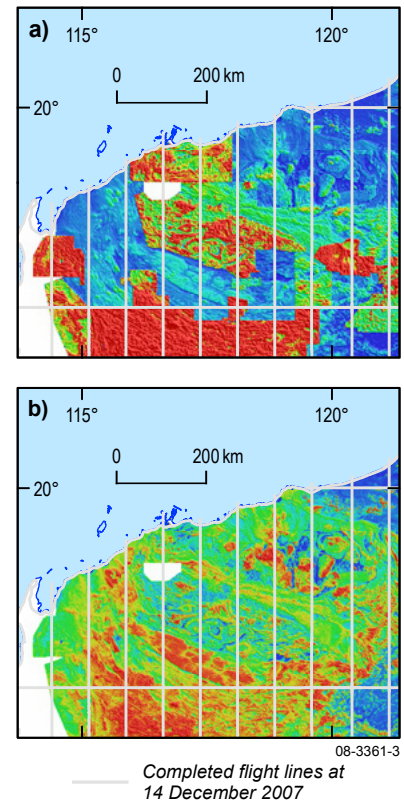 a)
115°
120°
0
200 km
20°
b)
115°
120°
0
200 km
20°
08-3361-3
Completed flight lines at
14 December 2007